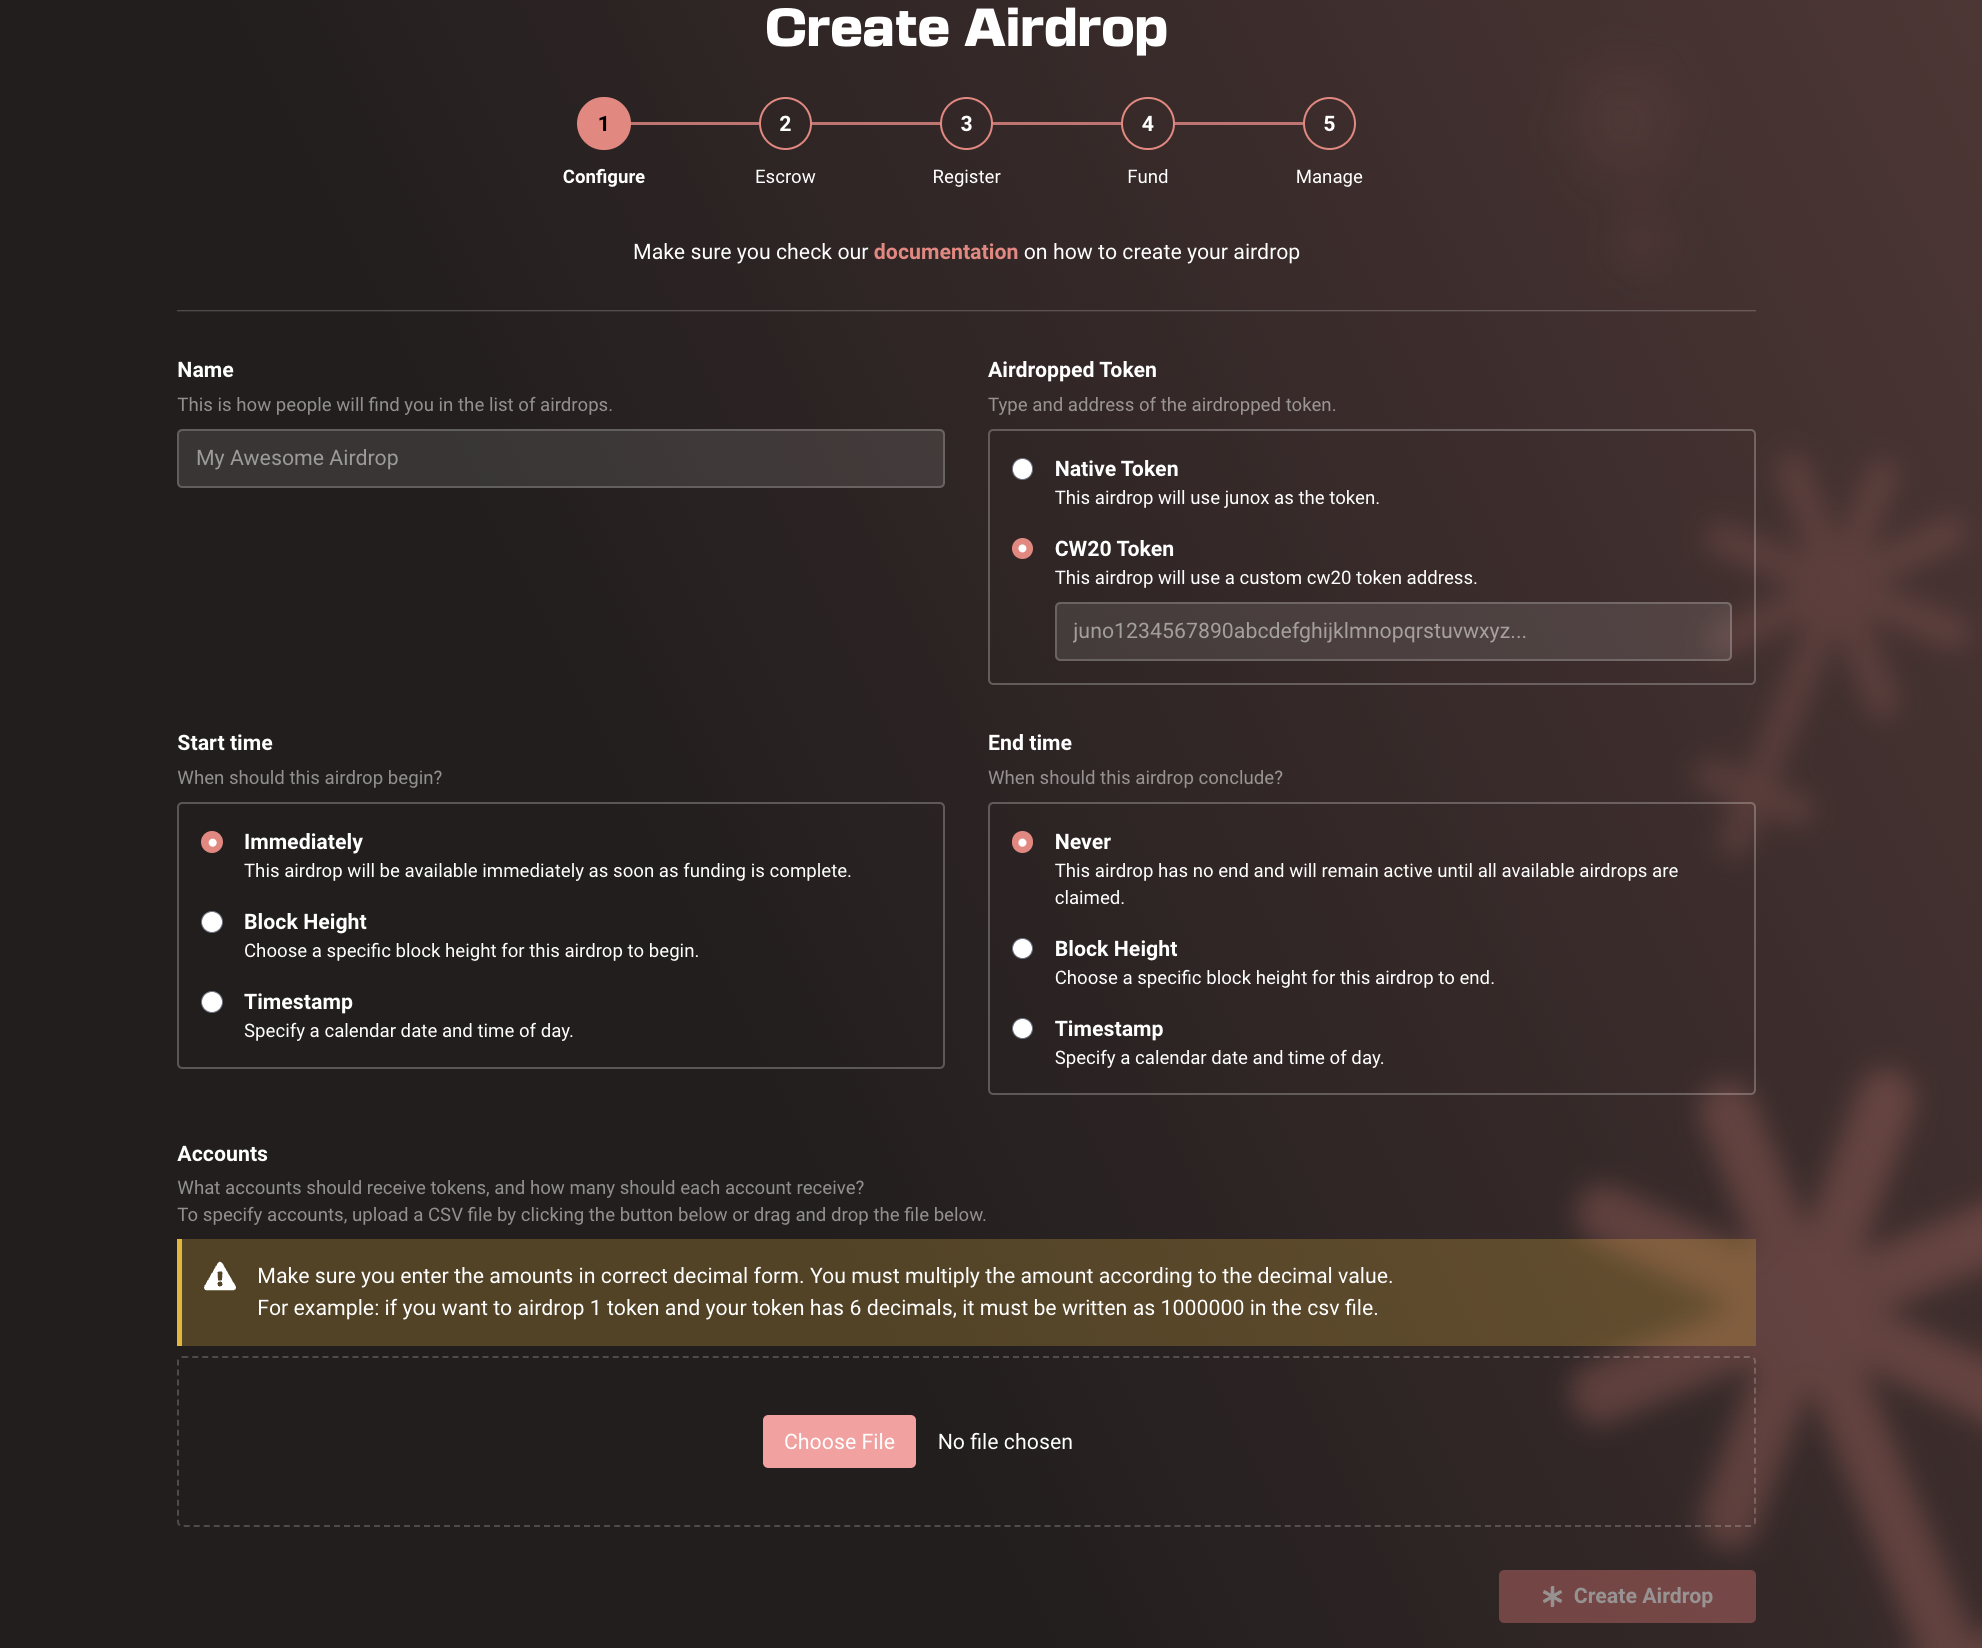 Create Airdrop
1 2 3 4 5
Configure Escrow Register Fund Manage
Make sure you check our documentation on how to create your airdrop
Name
This is how people will find you in the list of airdrops.
My Awesome Airdrop
Airdropped Token
Type and address of the airdropped token.
Native Token
This airdrop will use junox as the token.
CW20 Token
This airdrop will use a custom cw20 token address.
juno1234567890abcdefghijklmnopqrstuvwxyz...
Start time
When should this airdrop begin?
Immediately
This airdrop will be available immediately as soon as funding is complete.
Block Height
Choose a specific block height for this airdrop to begin.
Timestamp
Specify a calendar date and time of day.
End time
When should this airdrop conclude?
Never
This airdrop has no end and will remain active until all available airdrops are
claimed.
Block Height
Choose a specific block height for this airdrop to end.
Timestamp
Specify a calendar date and time of day.
Accounts
What accounts should receive tokens, and how many should each account receive?
To specify accounts, upload a CSV file by clicking the button below or drag and drop the file below.
Make sure you enter the amounts in correct decimal form. You must multiply the amount according to the decimal value.
For example: if you want to airdrop 1 token and your token has 6 decimals, it must be written as 1000000 in the csv file.
Choose File No file chosen
Create Airdrop